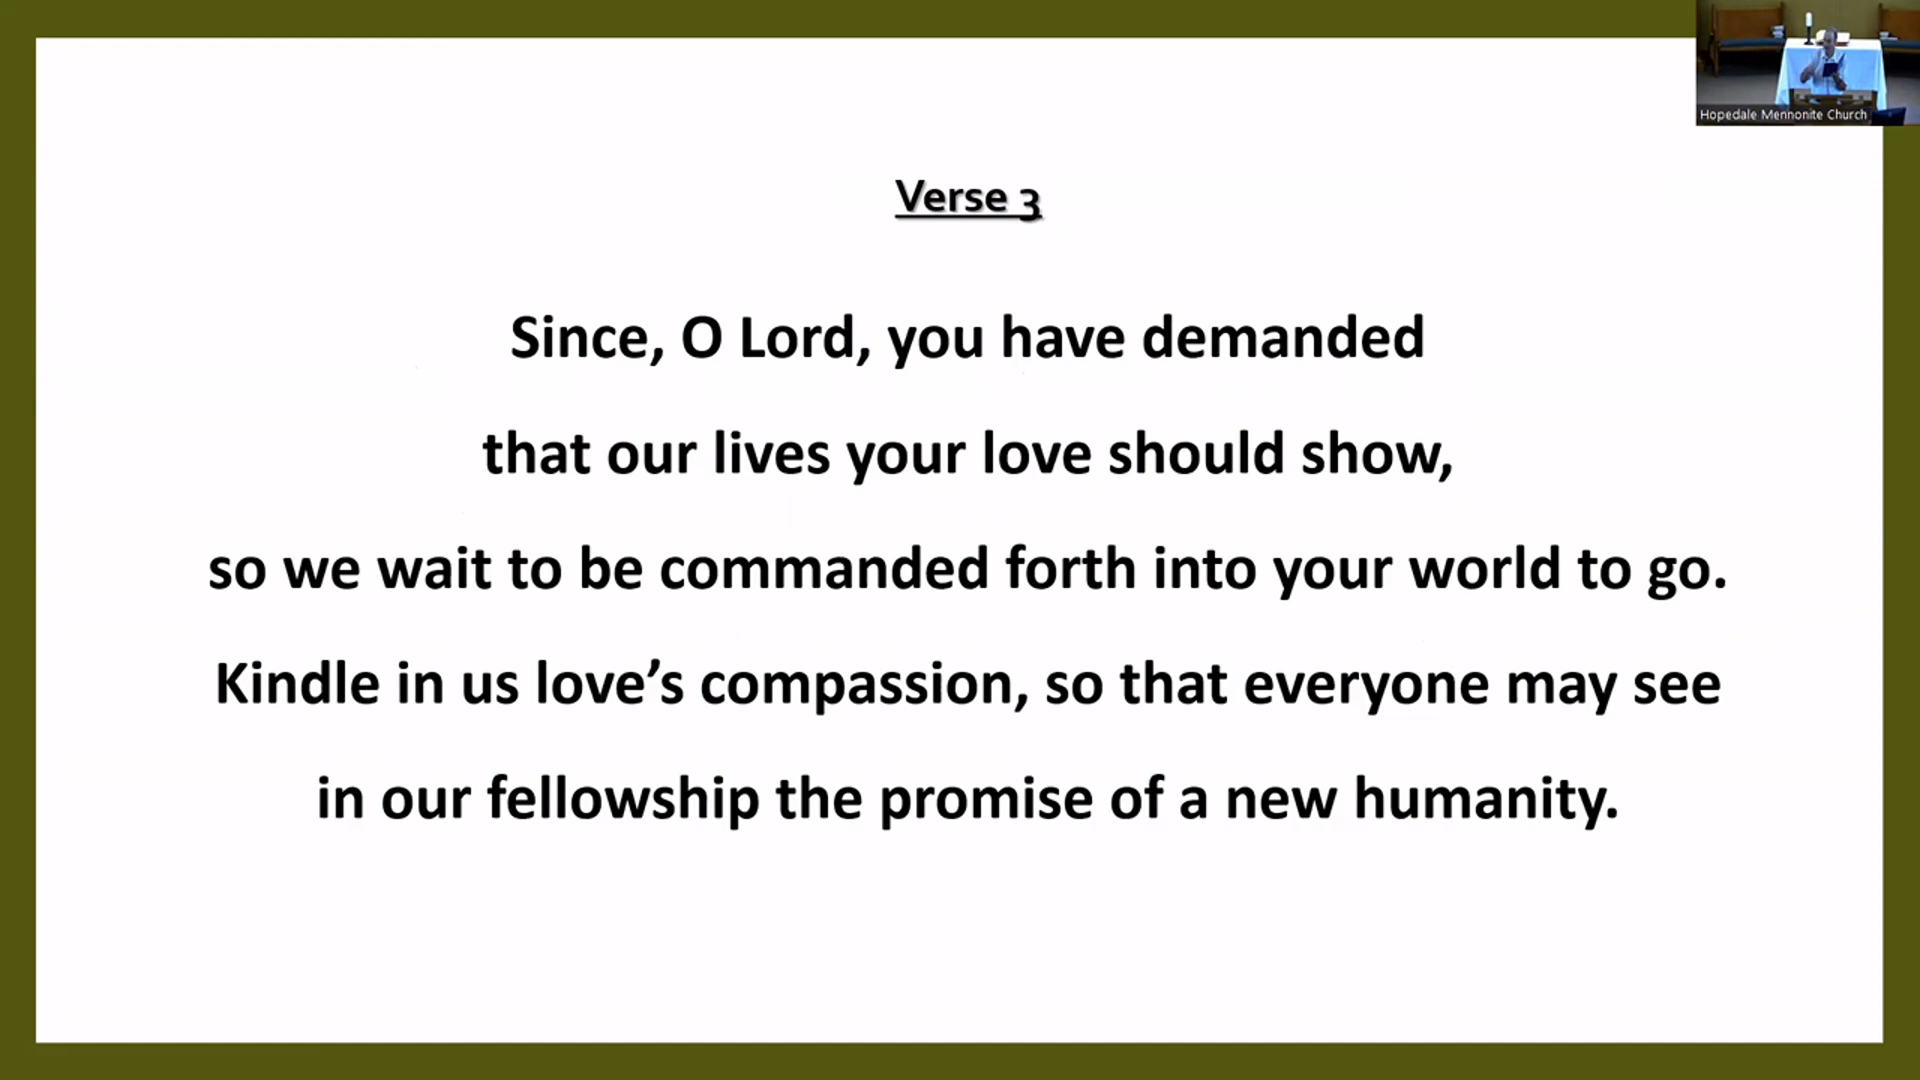 Hopedale Mennonite Church
Verse 3
Since, O Lord, you have demanded
that our lives your love should show,
so we wait to be commanded forth into your world to go.
Kindle in us love’s compassion, so that everyone may see
in our fellowship the promise of a new humanity.